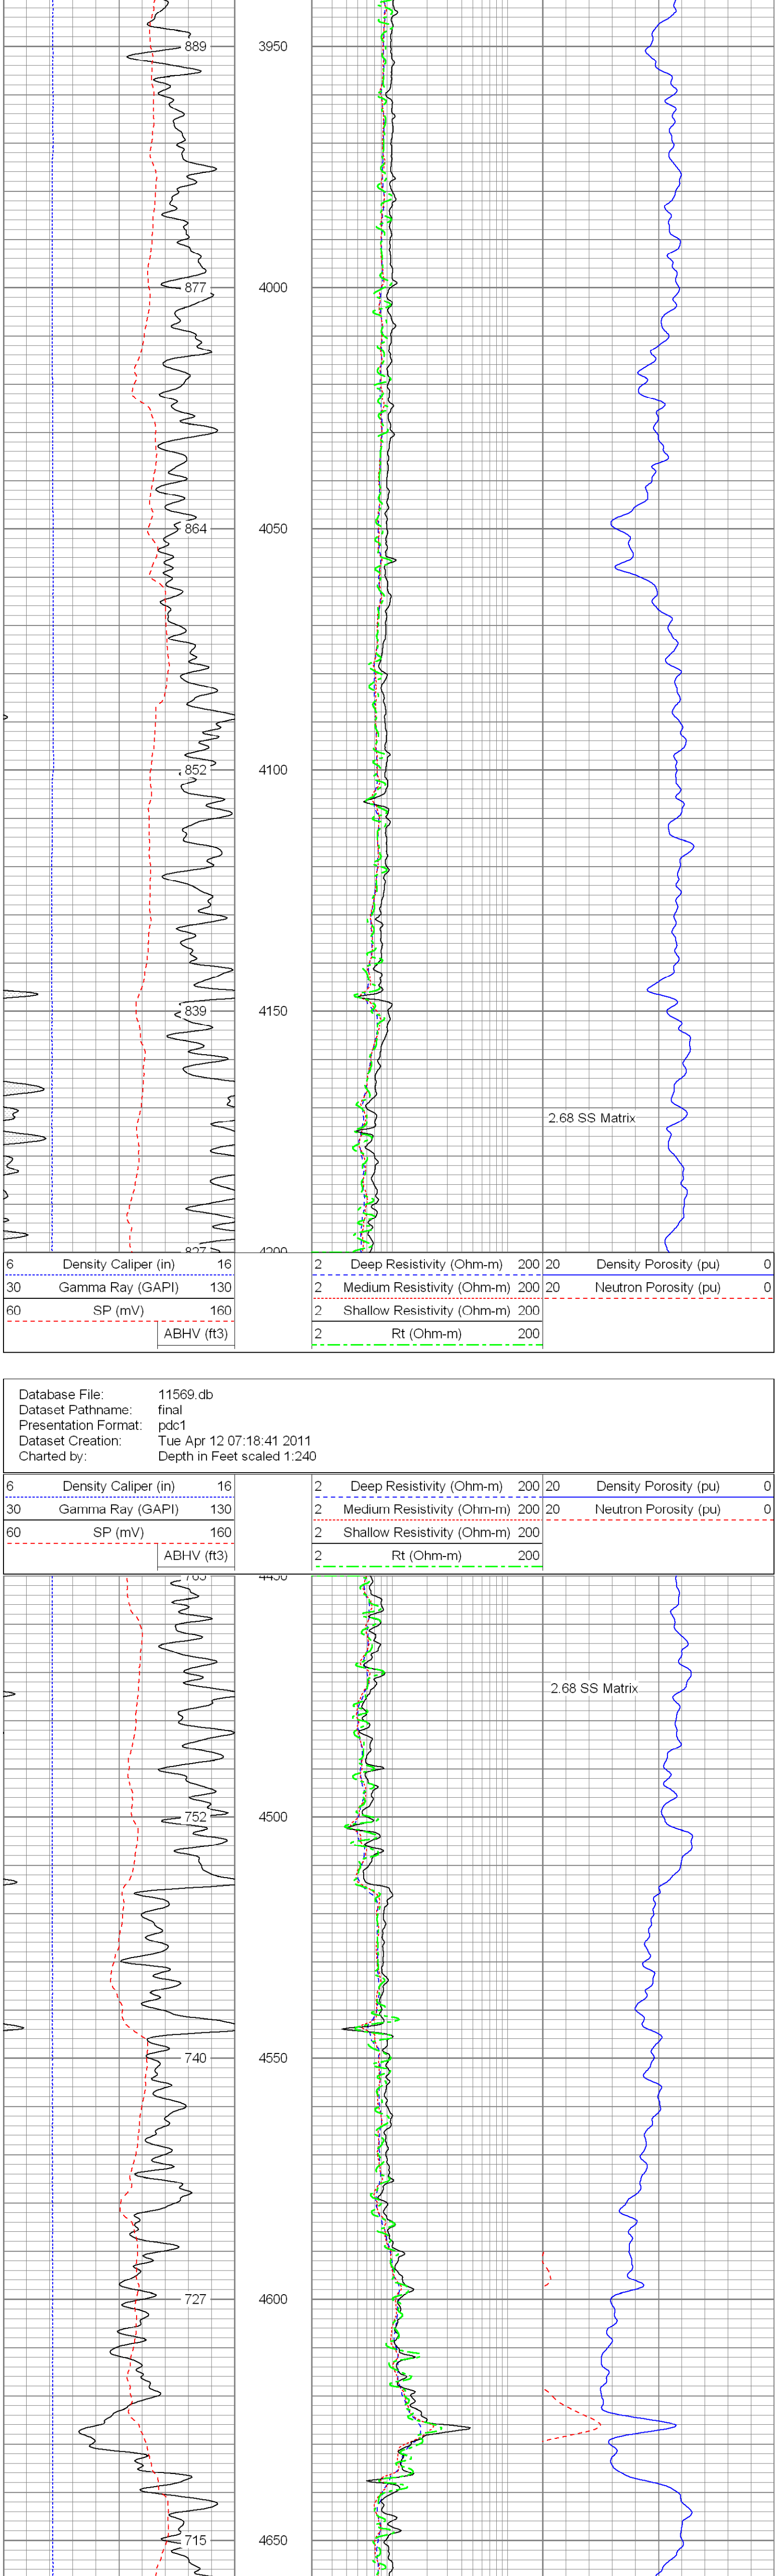 889 3950
877 4000
864 4050
852 4100
839 4150
2.68 SS Matrix
827 4200
6 Density Caliper (in) 16 2 Deep Resistivity (Ohm-m) 200 20 Density Porosity (pu) 0
30 Gamma Ray (GAPI) 130 2 Medium Resistivity (Ohm-m) 200 20 Neutron Porosity (pu) 0
60 SP (mV) 160 2 Shallow Resistivity (Ohm-m) 200
ABHV (ft3) 2 Rt (Ohm-m) 200
Database File: 11569.db
Dataset Pathname: final
Presentation Format: pdc1
Dataset Creation: Tue Apr 12 07:18:41 2011
Charted by: Depth in Feet scaled 1:240
6 Density Caliper (in) 16 2 Deep Resistivity (Ohm-m) 200 20 Density Porosity (pu) 0
30 Gamma Ray (GAPI) 130 2 Medium Resistivity (Ohm-m) 200 20 Neutron Porosity (pu) 0
60 SP (mV) 160 2 Shallow Resistivity (Ohm-m) 200
ABHV (ft3) 2 Rt (Ohm-m) 200
765 4450
2.68 SS Matrix
752 4500
740 4550
727 4600
715 4650